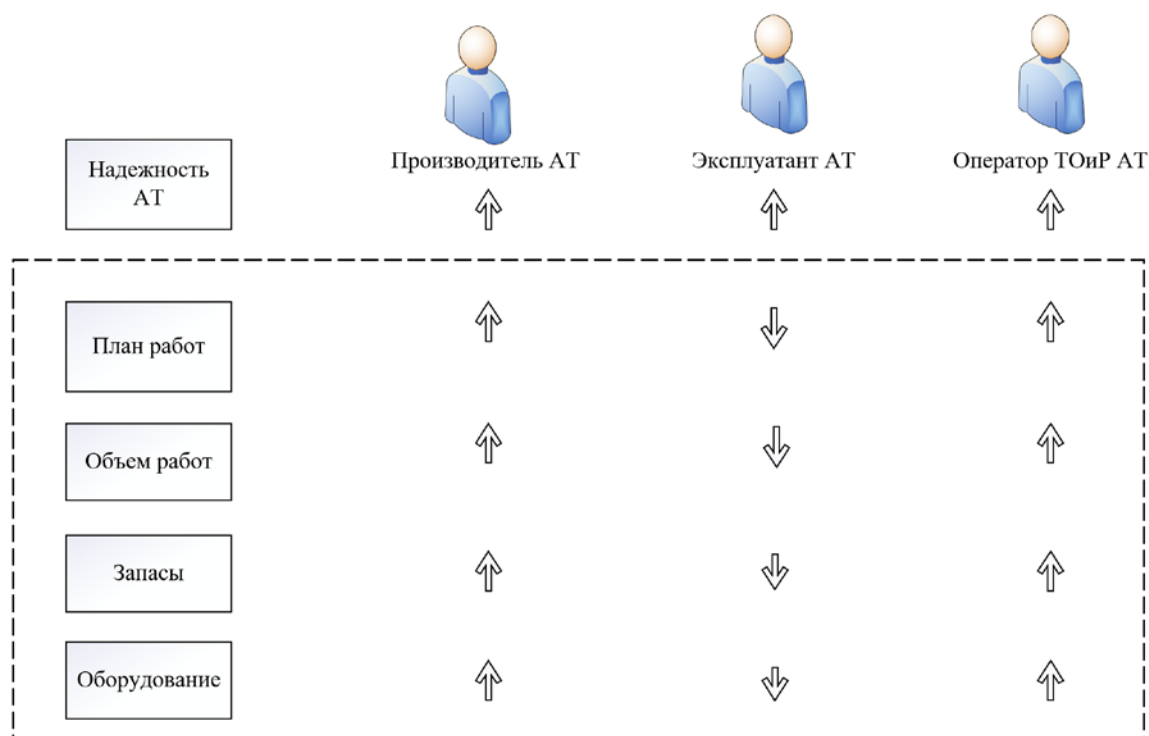 Производитель АТ
Эксплуатант АТ
Оператор ТОиР АТ
Надежность
АТ
План работ
Объем работ
Запасы
Оборудование